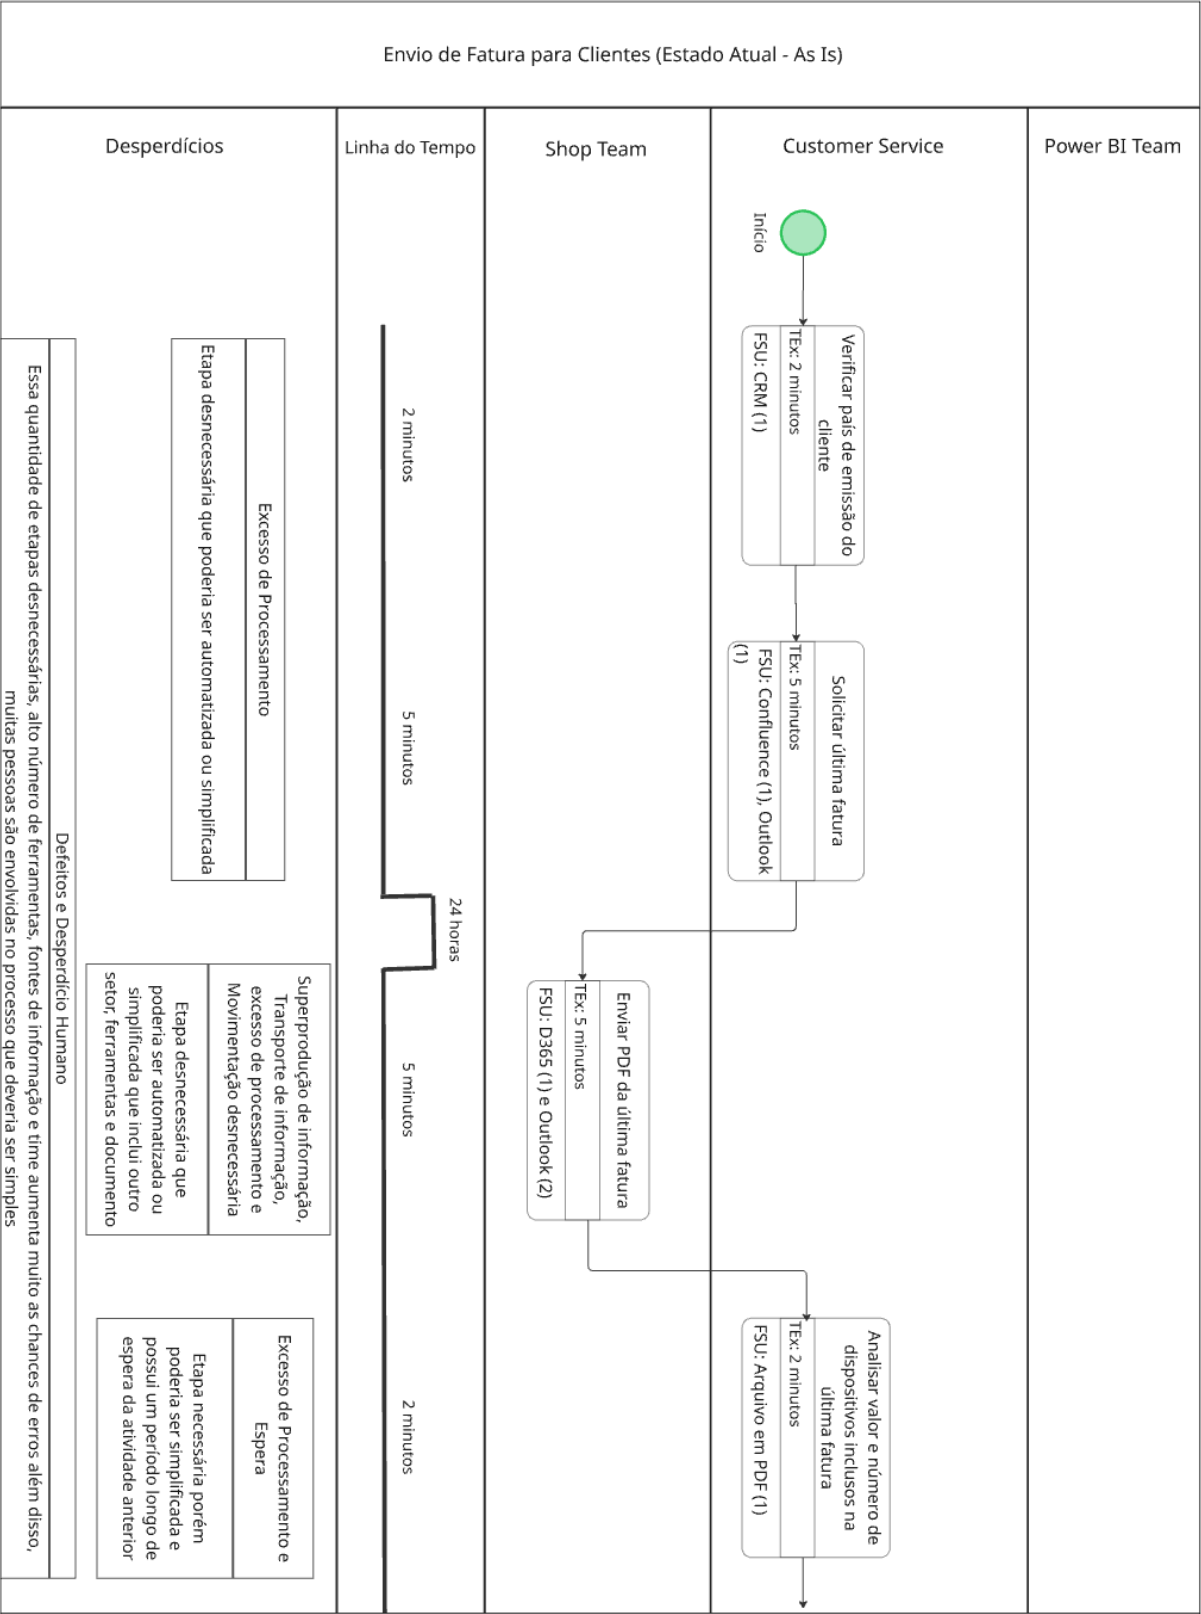 Envio de Fatura para Clientes (Estado Atual - As Is)
Desperdícios
Linha do Tempo
Shop Team
Customer Service
Power BI Team
Início
Verificar país de emissão do
cliente
TEx: 2 minutos
FSU: CRM (1)
Solicitar última fatura
TEx: 5 minutos
FSU: Confluence (1), Outlook
(1)
Enviar PDF da última fatura
TEx: 5 minutos
FSU: D365 (1) e Outlook (2)
Analisar valor e número de
dispositivos inclusos na
última fatura
TEx: 2 minutos
FSU: Arquivo em PDF (1)
2 minutos
5 minutos
24 horas
5 minutos
2 minutos
Excesso de Processamento
Etapa desnecessária que poderia ser automatizada ou simplificada
Superprodução de informação,
Transporte de informação,
excesso de processamento e
Movimentação desnecessária
Etapa desnecessária que
poderia ser automatizada ou
simplificada que inclui outro
setor, ferramentas e documento
Excesso de Processamento e
Espera
Etapa necessária porém
poderia ser simplificada e
possui um período longo de
espera da atividade anterior
Defeitos e Desperdício Humano
Essa quantidade de etapas desnecessárias, alto número de ferramentas, fontes de informação e time aumenta muito as chances de erros além disso,
muitas pessoas são envolvidas no processo que deveria ser simples